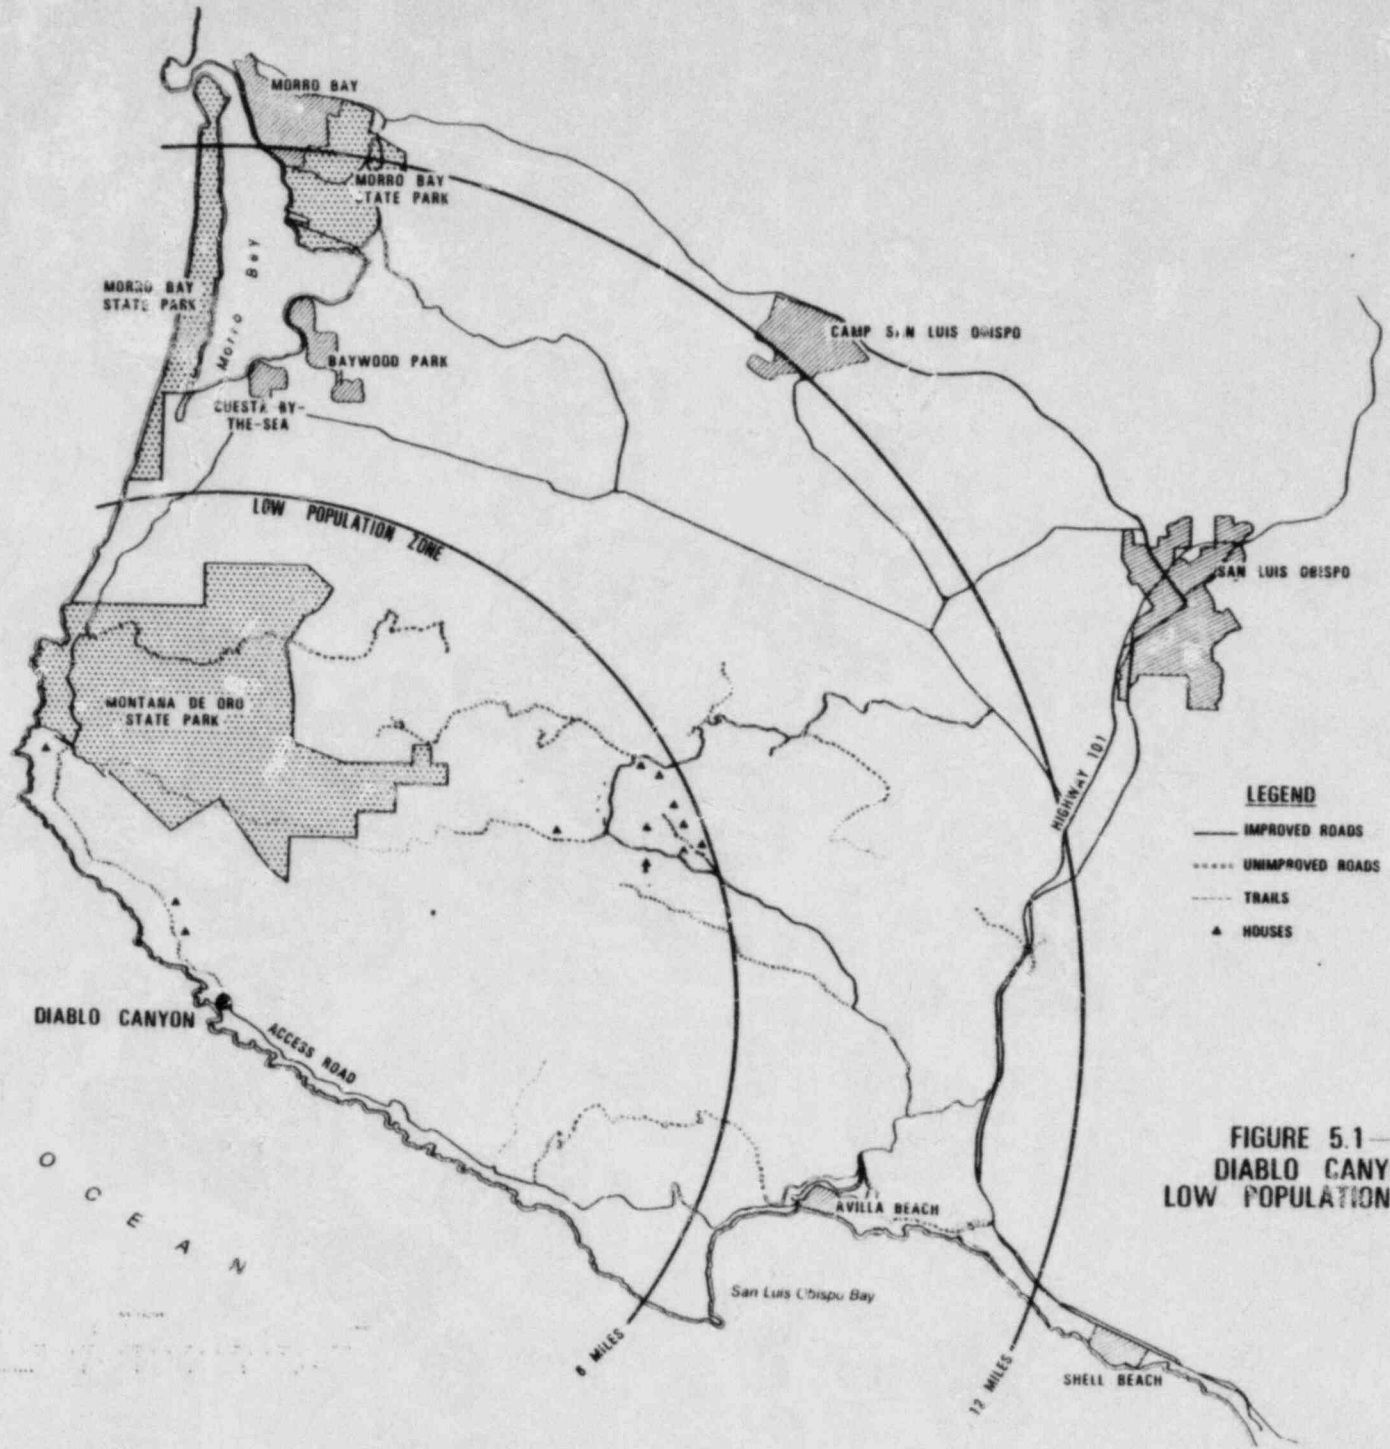 MORRO BAY
MORRO BAY
STATE PARK
MORRO BAY
STATE PARK
Morro Bay
CAMP SAN LUIS OBISPO
BAYWOOD PARK
CUESTA BY-
THE-SEA
LOW POPULATION ZONE
SAN LUIS OBISPO
MONTANA DE ORO
STATE PARK
HIGHWAY 101
LEGEND
IMPROVED ROADS
UNIMPROVED ROADS
TRAILS
HOUSES
DIABLO CANYON
ACCESS ROAD
OCEAN
FIGURE 5.1—
DIABLO CANY
LOW POPULATION
AVILLA BEACH
San Luis Obispo Bay
6 MILES
12 MILES
SHELL BEACH